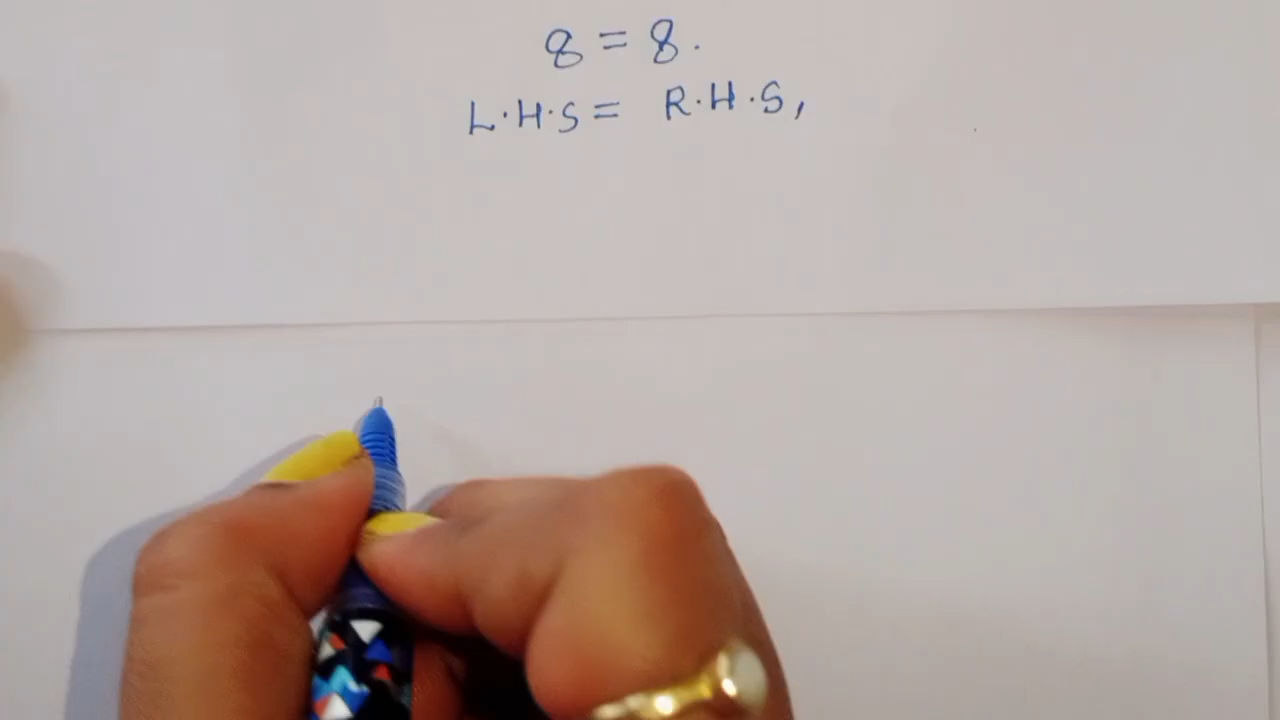 8 = 8.
L.H.S = R.H.S,